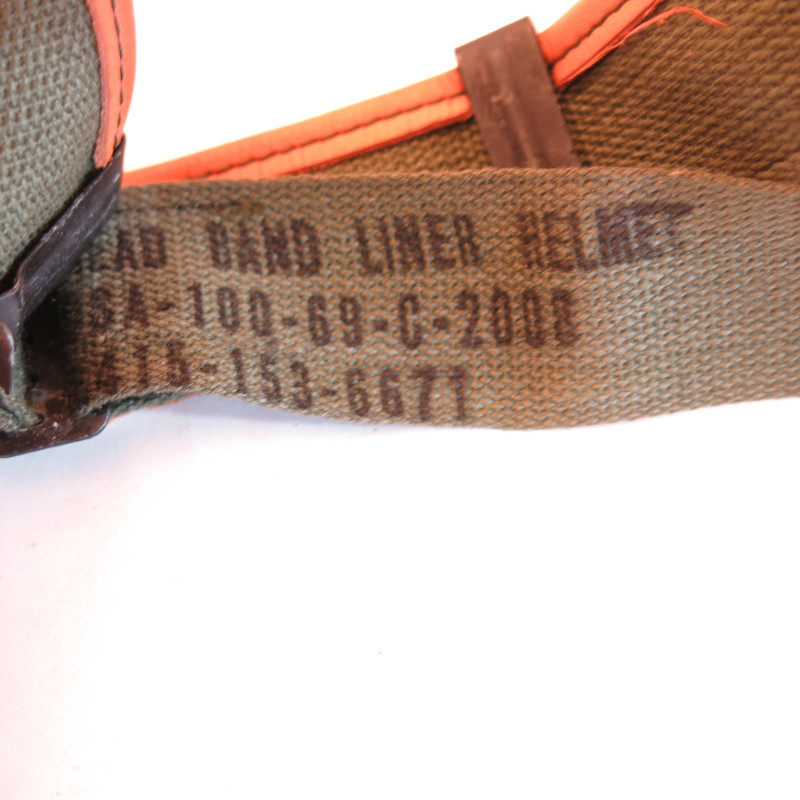 EAD BAND LINER HELMET
SA-100-69-C-2008
415-153-6671